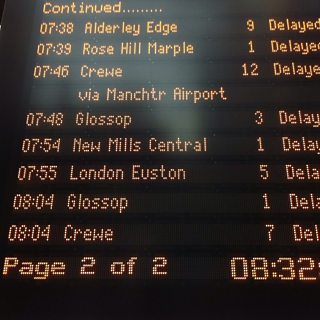 Continued.........
07:38 Alderley Edge 9 Delayed
07:39 Rose Hill Marple 1 Delayed
07:46 Crewe 12 Delayed
via Manchtr Airport
07:48 Glossop 3 Delay
07:54 New Mills Central 1 Delay
07:55 London Euston 5 Dela
08:04 Glossop 1 Dela
08:04 Crewe 7 Del
Page 2 of 2 08:32: